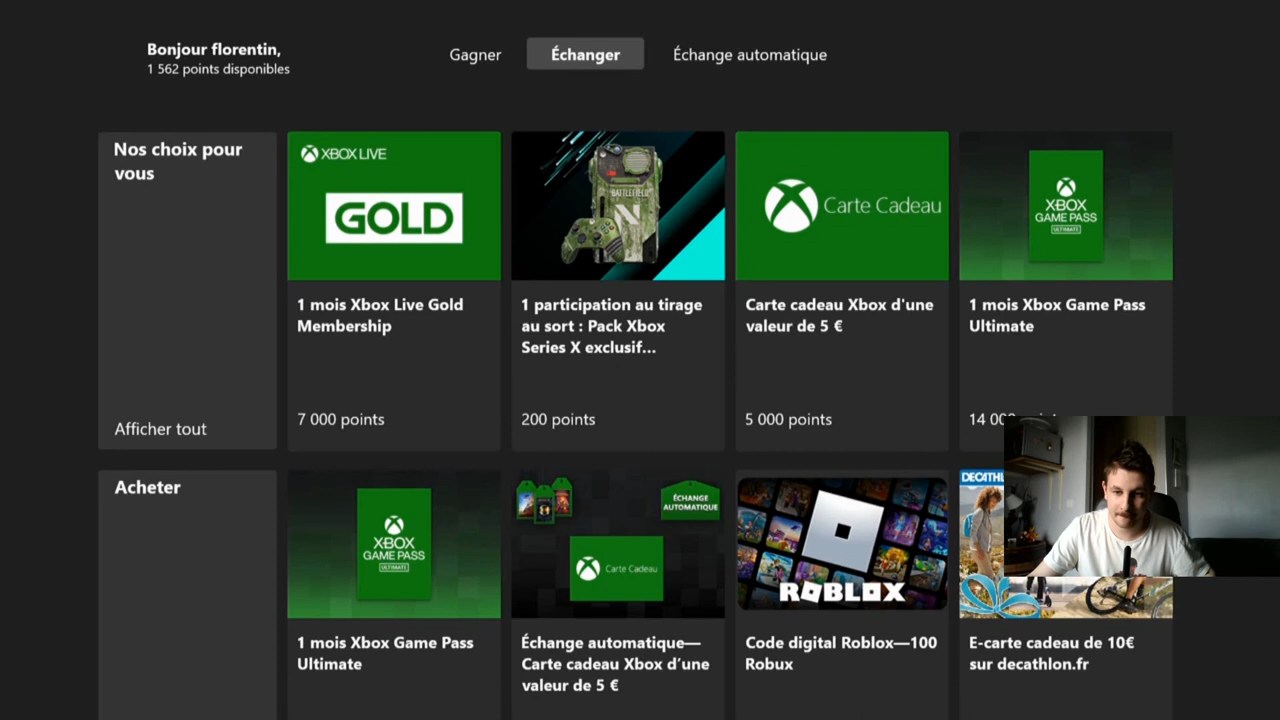 Bonjour florentin,
1 562 points disponibles
Gagner
Échanger
Échange automatique
Nos choix pour
vous
Afficher tout
XBOX LIVE
GOLD
1 mois Xbox Live Gold
Membership
7 000 points
BATTLEFIELD
1 participation au tirage
au sort : Pack Xbox
Series X exclusif...
200 points
Carte Cadeau
Carte cadeau Xbox d'une
valeur de 5 €
5 000 points
XBOX
GAME PASS
ULTIMATE
1 mois Xbox Game Pass
Ultimate
14 000
Acheter
XBOX
GAME PASS
ULTIMATE
1 mois Xbox Game Pass
Ultimate
ÉCHANGE
AUTOMATIQUE
Carte Cadeau
Échange automatique—
Carte cadeau Xbox d’une
valeur de 5 €
ROBLOX
Code digital Roblox—100
Robux
DECATHL
E-carte cadeau de 10€
sur decathlon.fr